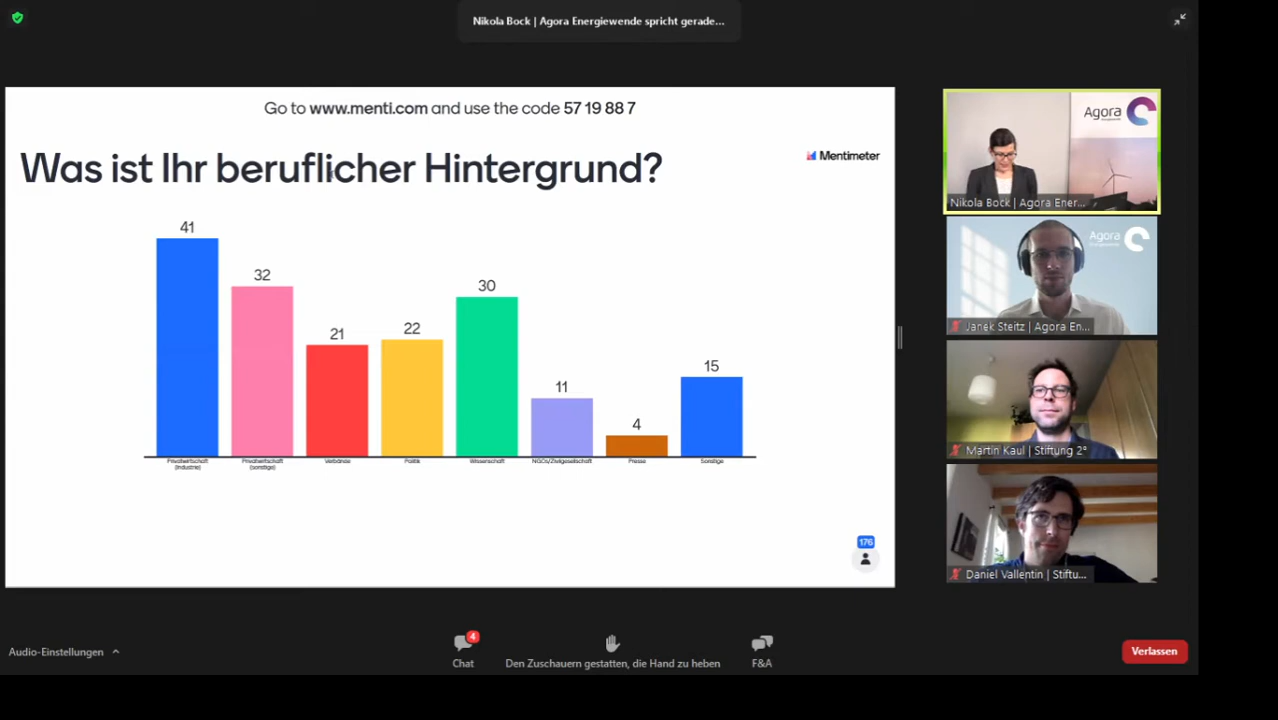 Nikola Bock | Agora Energiewende spricht gerade...
Go to www.menti.com and use the code 57 19 88 7
Was ist Ihr beruflicher Hintergrund?
Mentimeter
41
32
21
22
30
11
4
15
Privatwirtschaft
(Industrie)
Privatwirtschaft
(sonstige)
Verbände
Politik
Wissenschaft
NGOs/Zivilgesellschaft
Presse
Sonstige
176
Agora
Energiewende
Nikola Bock | Agora Ener...
Agora
Energiewende
Janek Steitz | Agora En...
Martin Kaul | Stiftung 2°
Daniel Vallentin | Stiftu...
Audio-Einstellungen
4
Chat
Den Zuschauern gestatten, die Hand zu heben
F&A
Verlassen